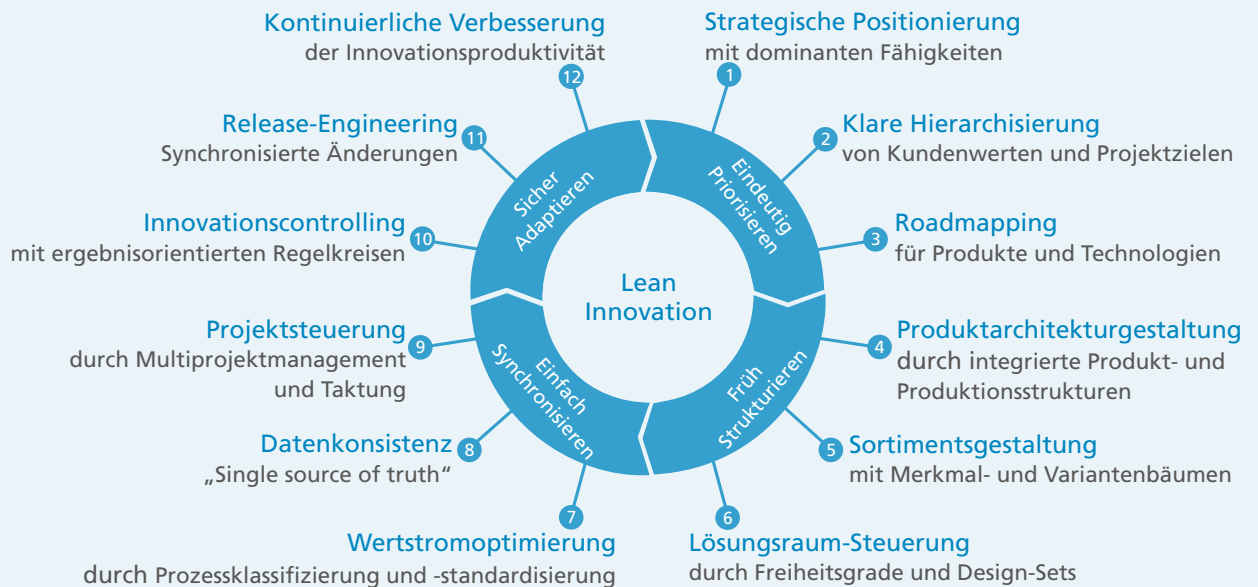 Kontinuierliche Verbesserung
der Innovationsproduktivität
12
Strategische Positionierung
mit dominanten Fähigkeiten
1
Release-Engineering
Synchronisierte Änderungen
11
2
Klare Hierarchisierung
von Kundenwerten und Projektzielen
Innovationscontrolling
mit ergebnisorientierten Regelkreisen
10
3
Roadmapping
für Produkte und Technologien
Sicher
Adaptieren
Eindeutig
Priorisieren
Lean
Innovation
Projektsteuerung
durch Multiprojektmanagement
und Taktung
9
4
Produktarchitekturgestaltung
durch integrierte Produkt- und
Produktionsstrukturen
Einfach
Synchronisieren
Früh
Strukturieren
Datenkonsistenz
„Single source of truth“
8
5
Sortimentsgestaltung
mit Merkmal- und Variantenbäumen
7
Wertstromoptimierung
durch Prozessklassifizierung und -standardisierung
6
Lösungsraum-Steuerung
durch Freiheitsgrade und Design-Sets